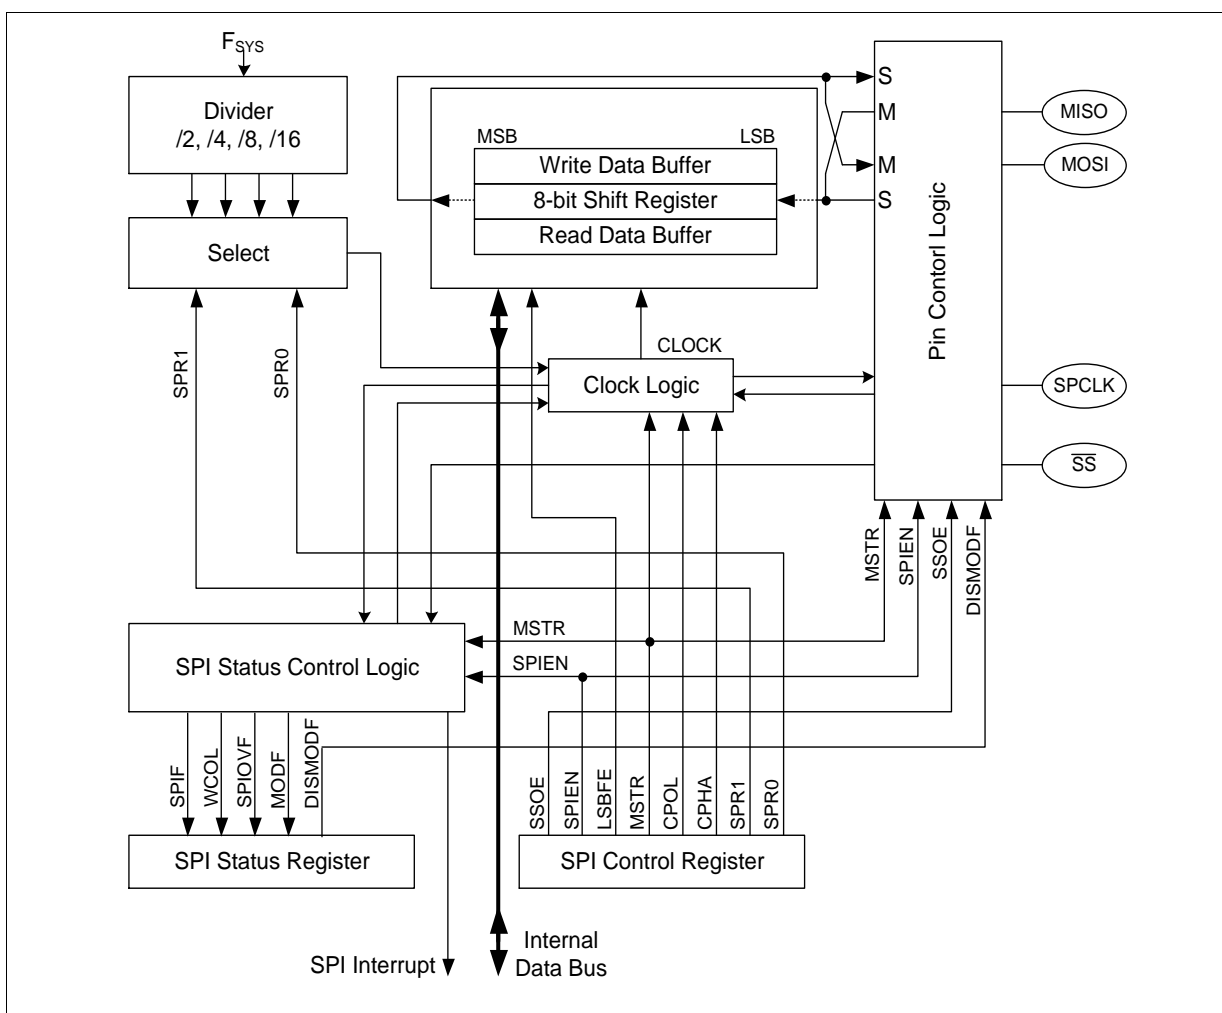 FSYS
Divider
/2, /4, /8, /16
Select
MSB
LSB
Write Data Buffer
8-bit Shift Register
Read Data Buffer
S
M
M
S
Pin Contorl Logic
MISO
MOSI
SPCLK
SS
SPR1
SPR0
CLOCK
Clock Logic
MSTR
SPIEN
SSOE
DISMODF
MSTR
SPIEN
SPI Status Control Logic
SPIF
WCOL
SPIOVF
MODF
DISMODF
SSOE
SPIEN
LSBFE
MSTR
CPOL
CPHA
SPR1
SPR0
SPI Status Register
SPI Control Register
SPI Interrupt
Internal
Data Bus